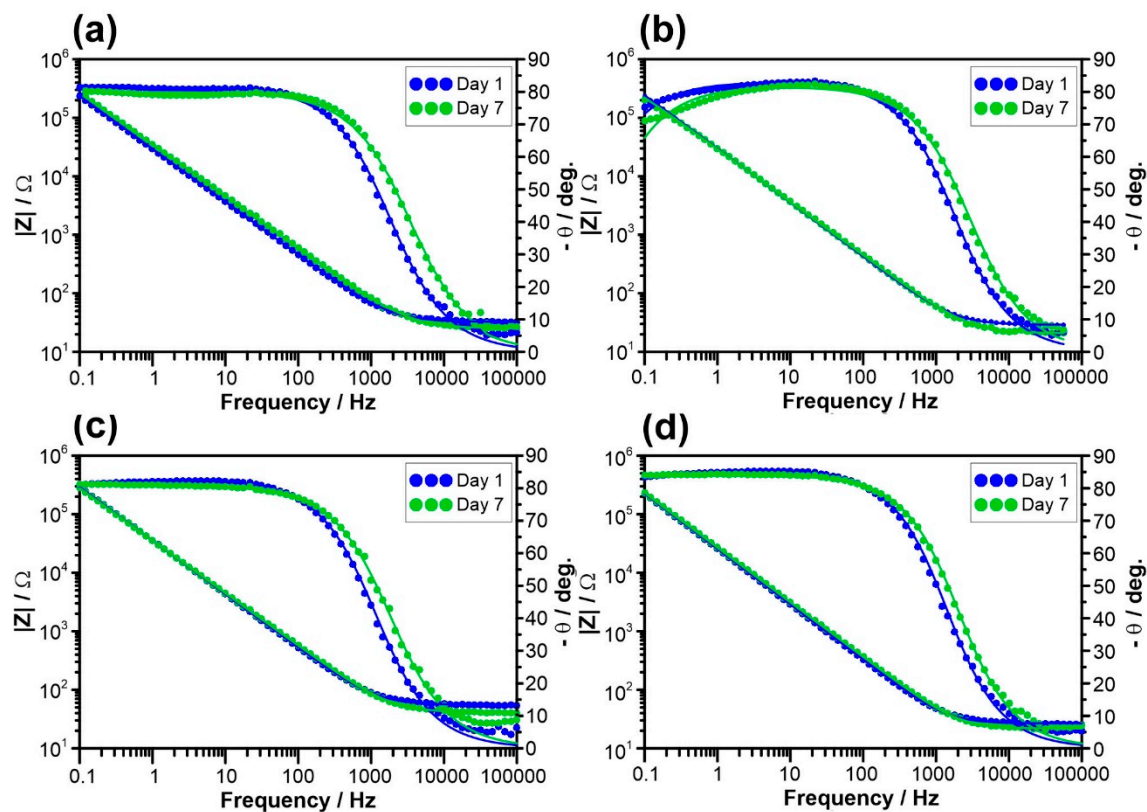 (a)
10⁶
10⁵
10⁴
10³
10²
10¹
|Z| / Ω
90
80
70
60
50
40
30
20
10
0
- θ / deg.
Day 1
Day 7
0.1 1 10 100 1000 10000 100000
Frequency / Hz
(b)
10⁶
10⁵
10⁴
10³
10²
10¹
|Z| / Ω
90
80
70
60
50
40
30
20
10
0
- θ / deg.
Day 1
Day 7
0.1 1 10 100 1000 10000 100000
Frequency / Hz
(c)
10⁶
10⁵
10⁴
10³
10²
10¹
|Z| / Ω
90
80
70
60
50
40
30
20
10
0
- θ / deg.
Day 1
Day 7
0.1 1 10 100 1000 10000 100000
Frequency / Hz
(d)
10⁶
10⁵
10⁴
10³
10²
10¹
|Z| / Ω
90
80
70
60
50
40
30
20
10
0
- θ / deg.
Day 1
Day 7
0.1 1 10 100 1000 10000 100000
Frequency / Hz